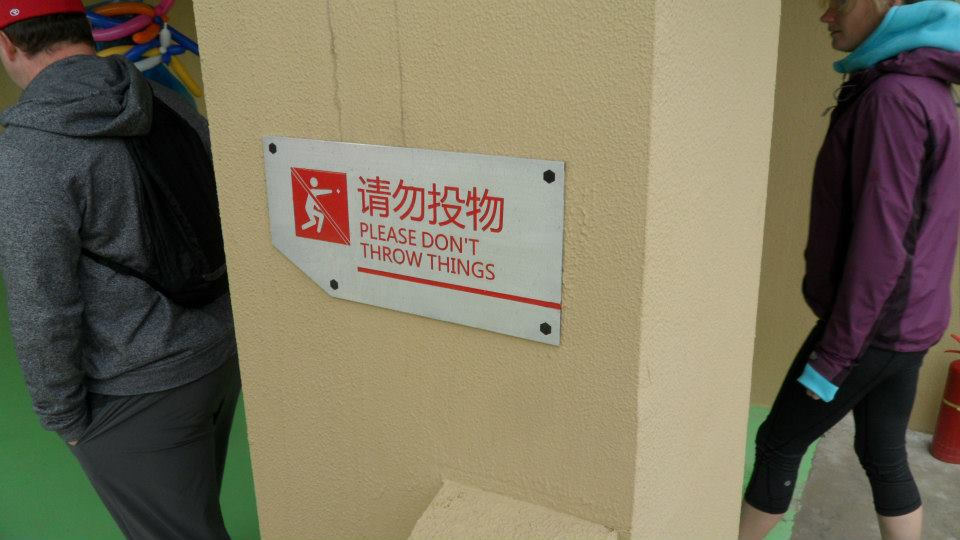 请勿投物
PLEASE DON'T
THROW THINGS